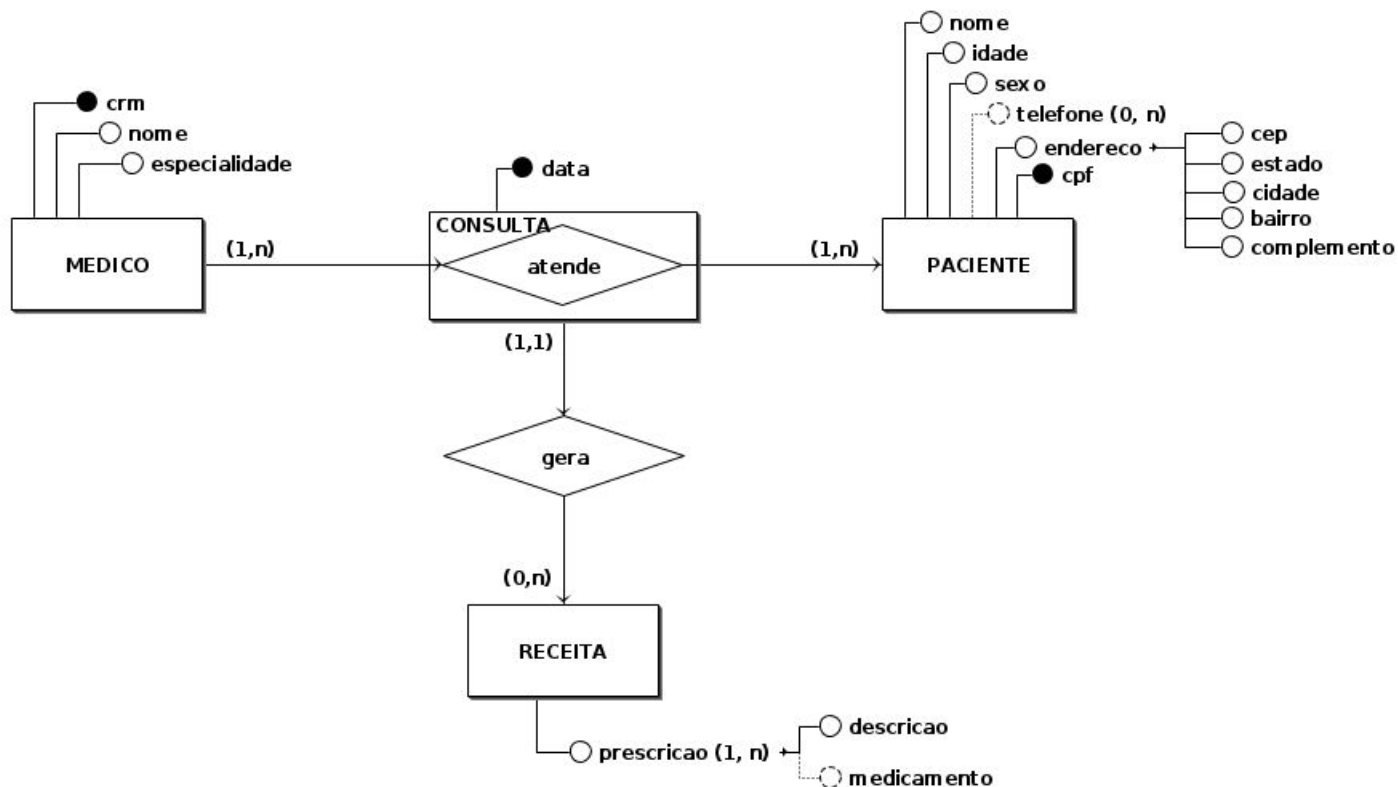 nome
idade
sexo
telefone (0, n)
endereco
cpf
cep
estado
cidade
bairro
complemento
crm
nome
especialidade
data
MEDICO
(1,n)
CONSULTA
atende
(1,n)
PACIENTE
(1,1)
gera
(0,n)
RECEITA
prescricao (1, n)
descricao
medicamento